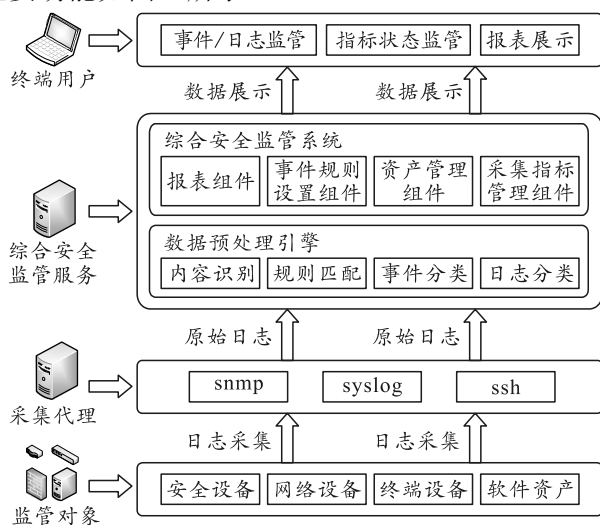 事件/日志监管 指标状态监管 报表展示
终端用户
数据展示 数据展示
综合安全监管系统
报表组件 事件规则设置组件 资产管理组件 采集指标管理组件
综合安全监管服务
数据预处理引擎
内容识别 规则匹配 事件分类 日志分类
原始日志 原始日志
snmp syslog ssh
采集代理
日志采集 日志采集
安全设备 网络设备 终端设备 软件资产
监管对象